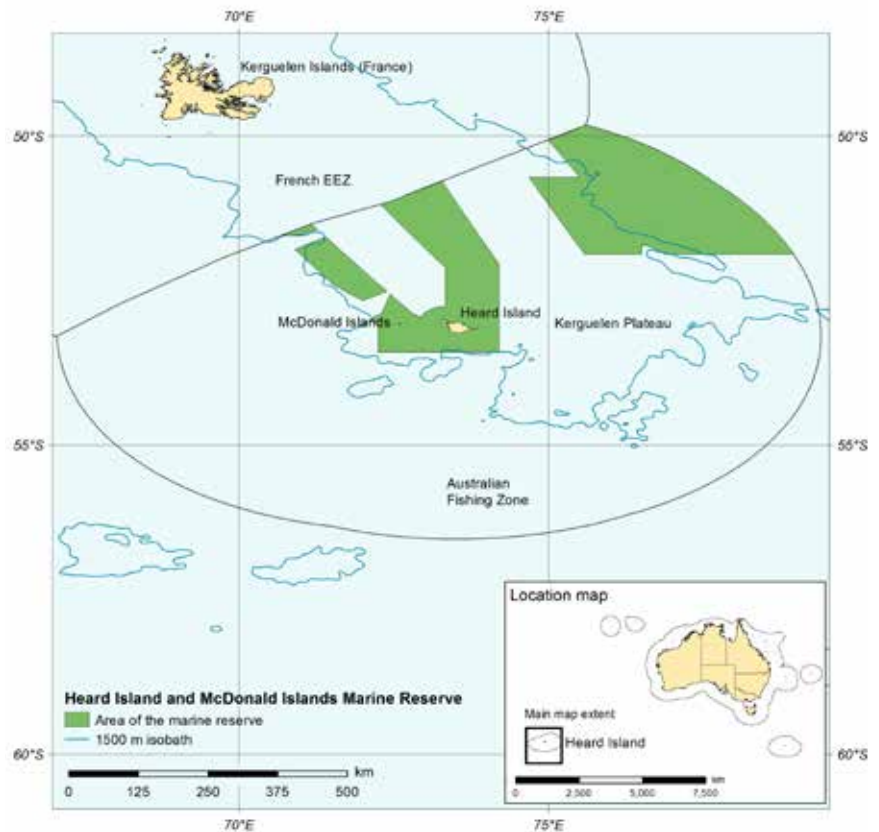 70°E
75°E
Kerguelen Islands (France)
50°S
50°S
French EEZ
McDonald Islands
Heard Island
Kerguelen Plateau
55°S
55°S
Australian
Fishing Zone
Location map
Main map extent
Heard Island
0
2,500
5,000
7,500
km
Heard Island and McDonald Islands Marine Reserve
Area of the marine reserve
1500 m isobath
60°S
60°S
km
0
125
250
375
500
70°E
75°E